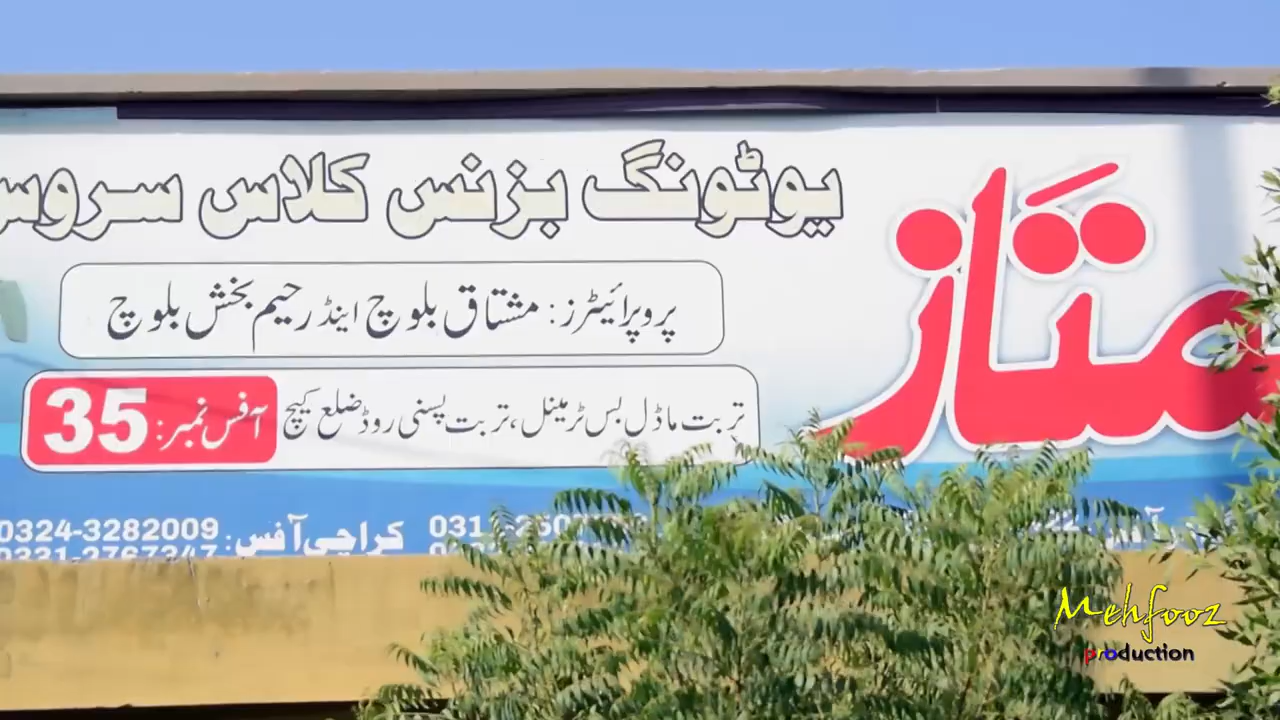 ممتاز
یوٹونگ بزنس کلاس سروس
پروپرائیٹرز: مشتاق بلوچ اینڈ رحیم بخش بلوچ
تربت ماڈل بس ٹرمینل، تربت پسنی روڈ ضلع کیچ آفس نمبر: 35
کراچی آفس: 0324-3282009
0331-2767347
Mehfooz
production